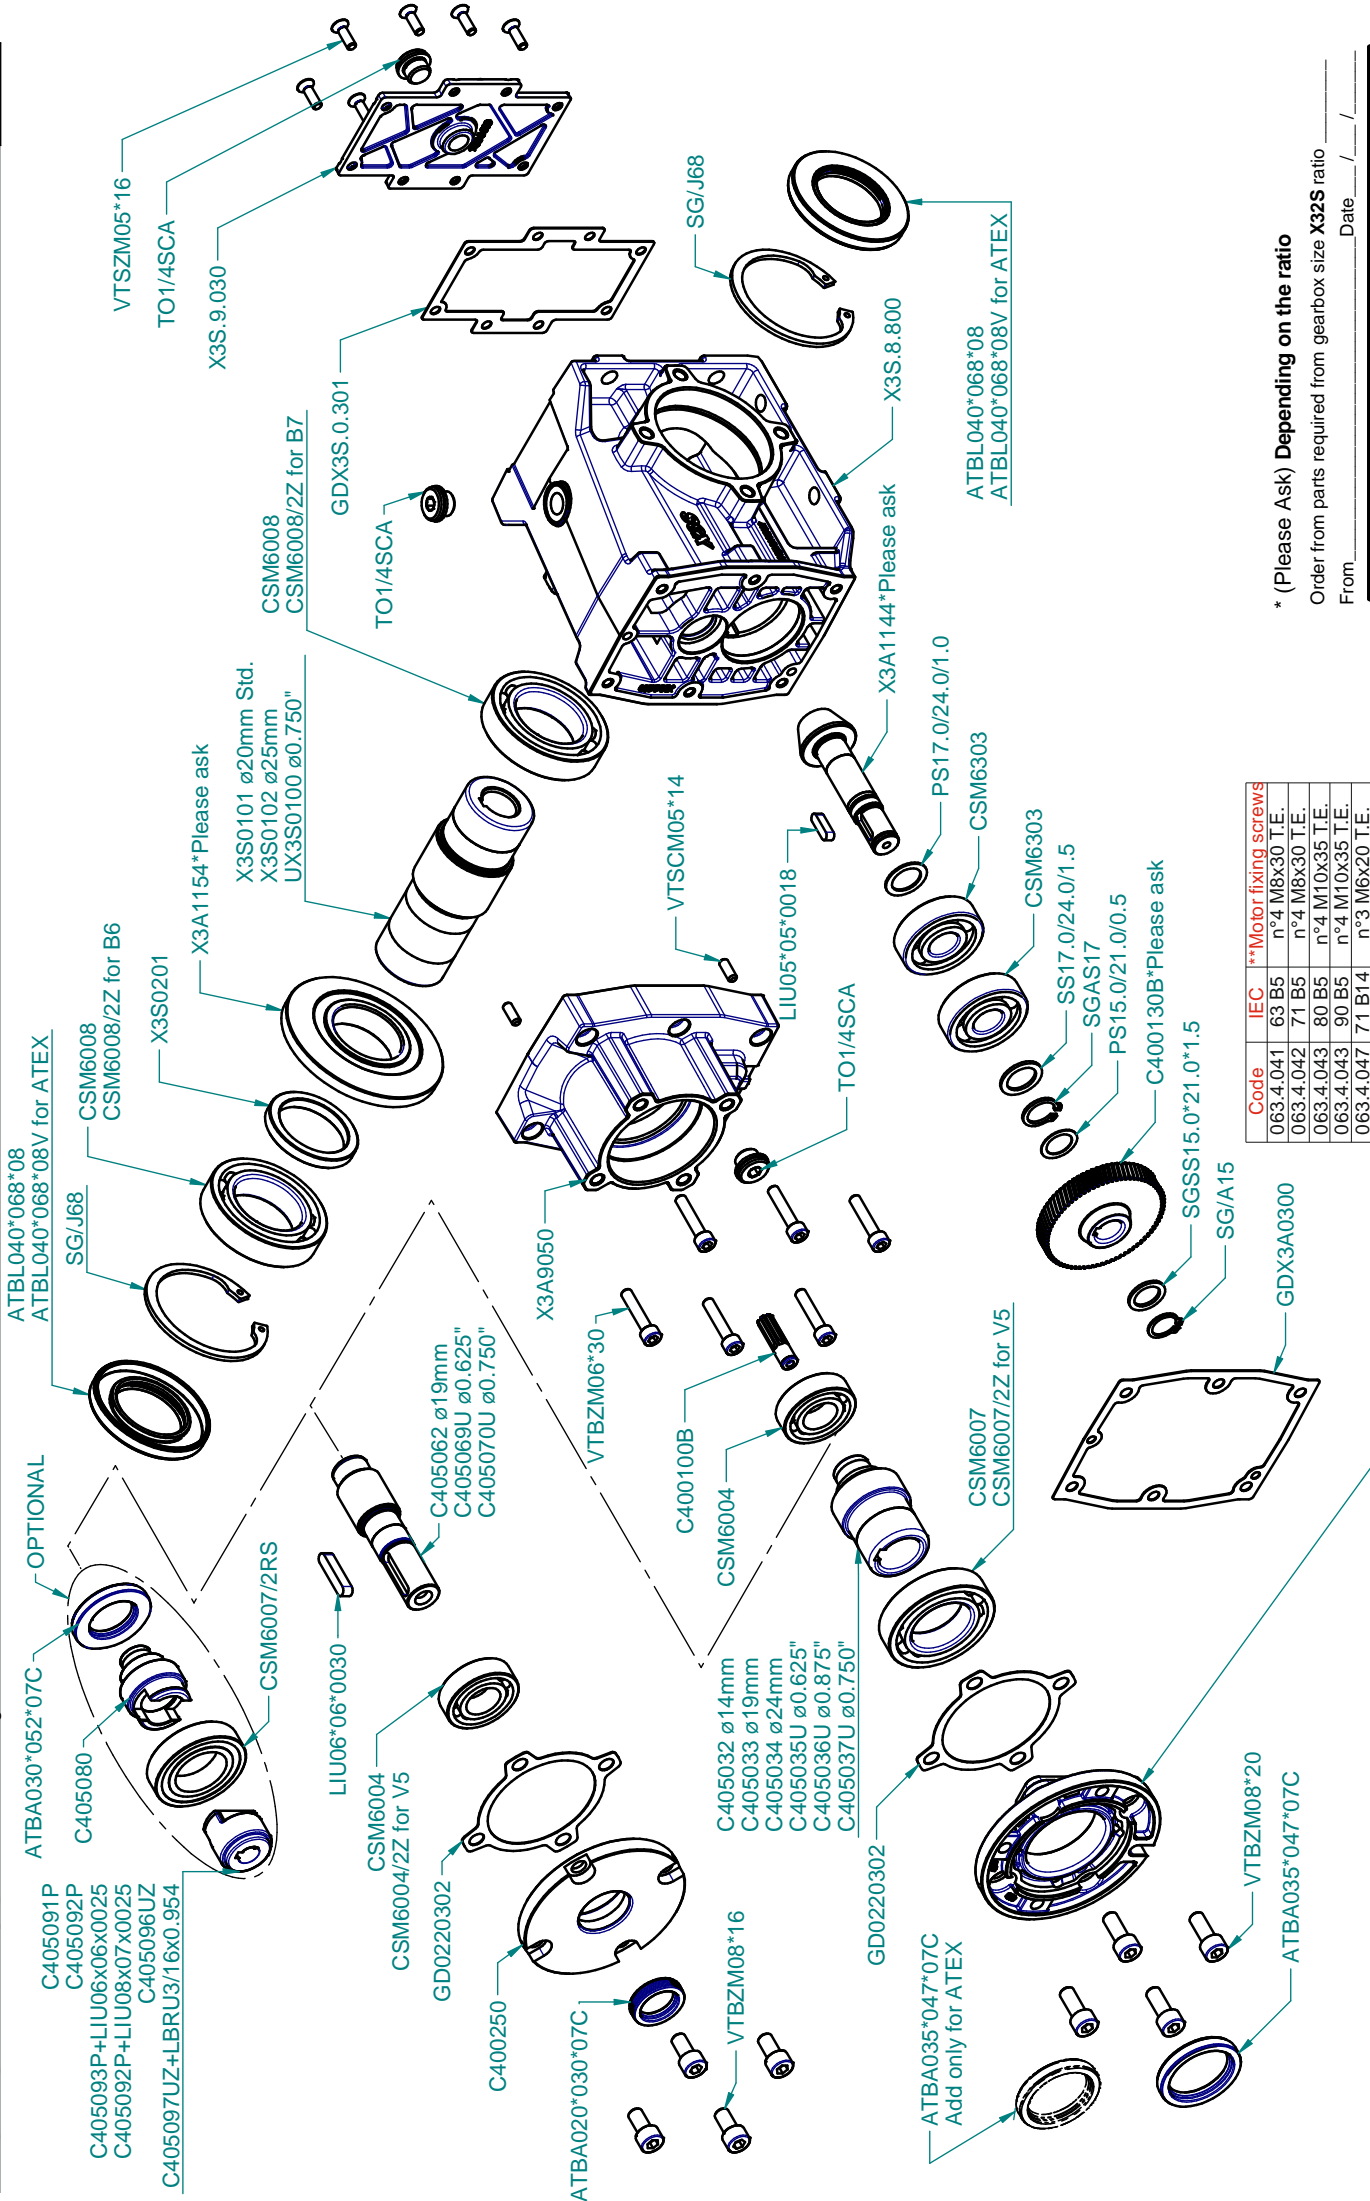 VTSZM05*16
TO1/4SCA
X3S.9.030
GDX3S.0.301
SG/J68
ATBL040*068*08
ATBL040*068*08V for ATEX
X3S.8.800
TO1/4SCA
CSM6008
CSM6008/2Z for B7
X3S0101 ø20mm Std.
X3S0102 ø25mm
UX3S0100 ø0.750"
X3A1154*Please ask
X3S0201
CSM6008
CSM6008/2Z for B6
SG/J68
ATBL040*068*08
ATBL040*068*08V for ATEX
X3A1144*Please ask
PS17.0/24.0/1.0
CSM6303
CSM6303
SS17.0/24.0/1.5
SGAS17
PS15.0/21.0/0.5
C400130B*Please ask
SGSS15.0*21.0*1.5
SG/A15
GDX3A0300
LIU05*05*0018
VTSCM05*14
TO1/4SCA
X3A9050
VTBZM06*30
C400100B
CSM6004
CSM6007
CSM6007/2Z for V5
C405032 ø14mm
C405033 ø19mm
C405034 ø24mm
C405035U ø0.625"
C405036U ø0.875"
C405037U ø0.750"
GD0220302
VTBZM08*20
ATBA035*047*07C
ATBA035*047*07C
Add only for ATEX
OPTIONAL
ATBA030*052*07C
C405080
CSM6007/2RS
C405091P
C405092P
C405093P+LIU06x06x0025
C405092P+LIU08x07x0025
C405096UZ
C405097UZ+LBRU3/16x0.954
LIU06*06*0030
C405062 ø19mm
C405069U ø0.625"
C405070U ø0.750"
CSM6004
CSM6004/2Z for V5
GD0220302
C400250
ATBA020*030*07C
VTBZM08*16
Code IEC **Motor fixing screws
063.4.041 63 B5 n°4 M8x30 T.E.
063.4.042 71 B5 n°4 M8x30 T.E.
063.4.043 80 B5 n°4 M10x35 T.E.
063.4.043 90 B5 n°4 M10x35 T.E.
063.4.047 71 B14 n°3 M6x20 T.E.
* (Please Ask) Depending on the ratio
Order from parts required from gearbox size X32S ratio ________
From________________________________Date___/___/______